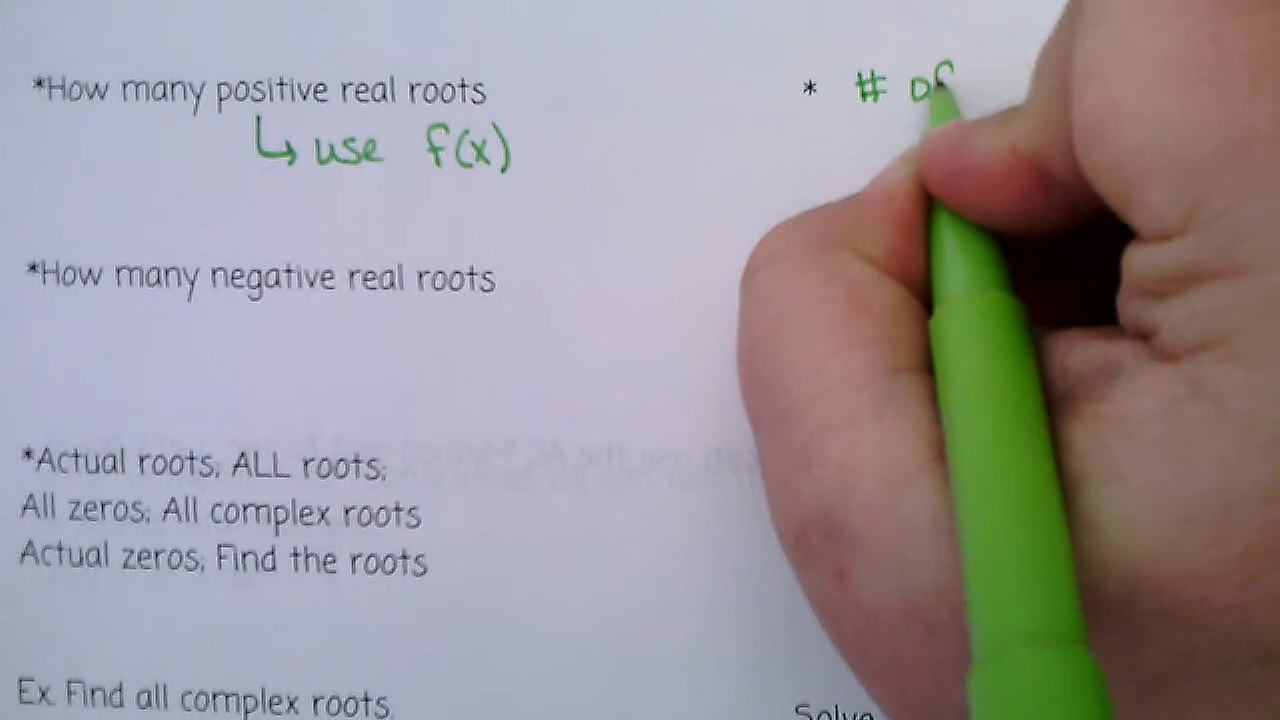 *How many positive real roots
↳ use f(x)
* # of
*How many negative real roots
*Actual roots; ALL roots;
All zeros; All complex roots
Actual zeros; Find the roots
Ex. Find all complex roots.
Solve